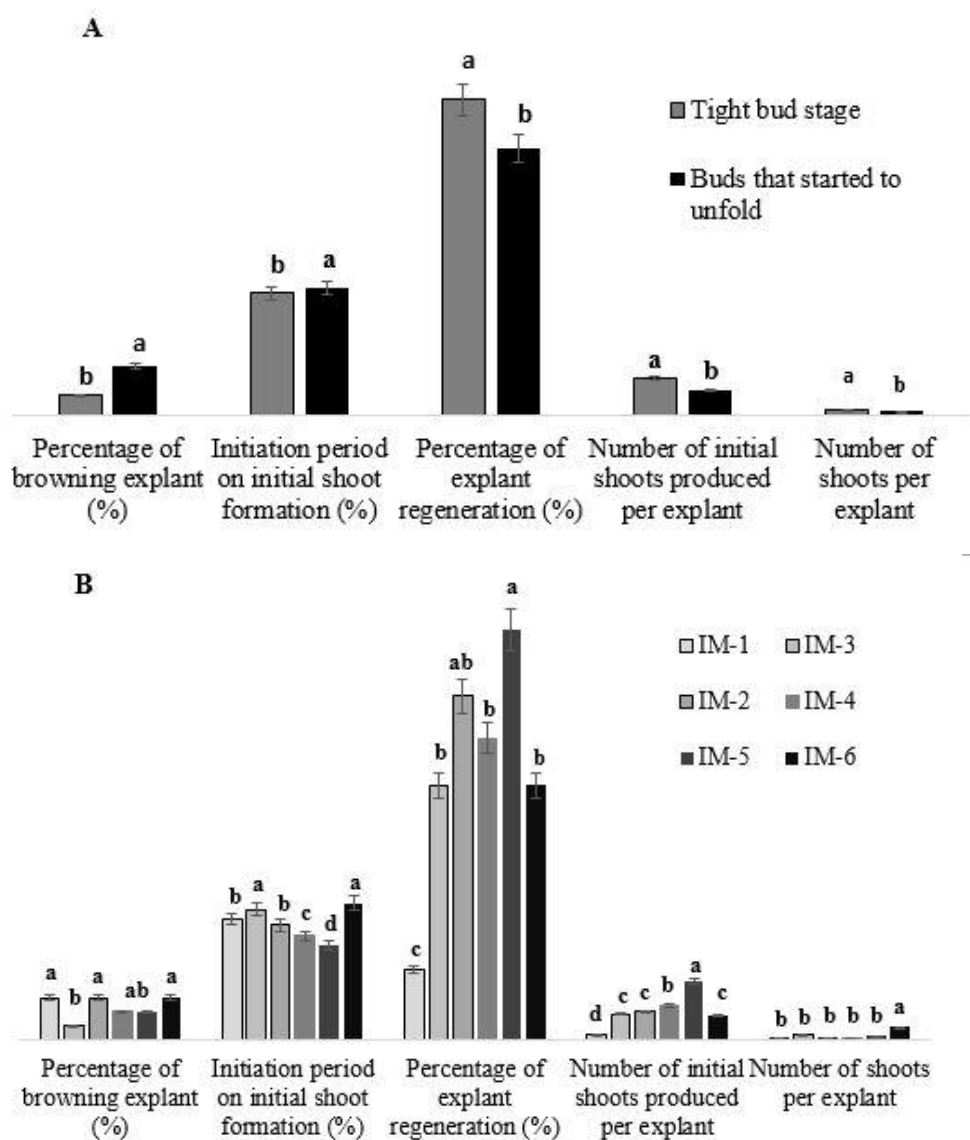 A
a
b
Tight bud stage
Buds that started to
unfold
b
a
b
a
a
b
a
b
Percentage of
browning explant
(%)
Initiation period
on initial shoot
formation (%)
Percentage of
explant
regeneration (%)
Number of initial
shoots produced
per explant
Number of
shoots per
explant
B
a
IM-1
IM-3
IM-2
IM-4
IM-5
IM-6
ab
b
b
b
c
b
a
b
c
d
a
a
b
a
ab
a
d
c
c
b
a
c
b
b
b
b
b
a
Percentage of
browning explant
(%)
Initiation period
on initial shoot
formation (%)
Percentage of
explant
regeneration (%)
Number of initial
shoots produced
per explant
Number of shoots
per explant